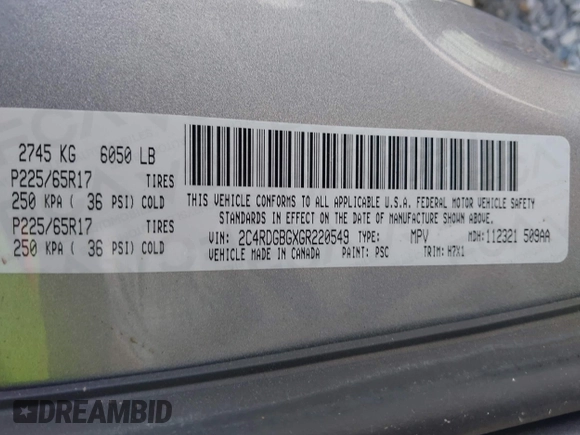 2745 KG 6050 LB
P225/65R17 TIRES
250 KPA ( 36 PSI) COLD
P225/65R17 TIRES
250 KPA ( 36 PSI) COLD
THIS VEHICLE CONFORMS TO ALL APPLICABLE U.S.A. FEDERAL MOTOR VEHICLE SAFETY
STANDARDS IN EFFECT ON THE DATE OF MANUFACTURE SHOWN ABOVE.
VIN: 2C4RDGBGXGR220549 TYPE: MPV MDH: 112321 509AA
VEHICLE MADE IN CANADA PAINT: PSC TRIM: H7X1
DREAMBID